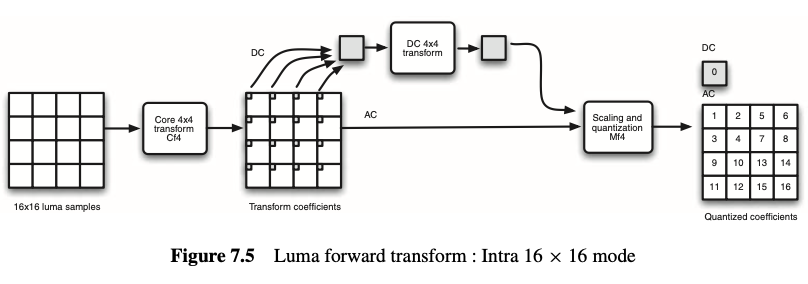 DC
DC 4x4
transform
DC
0
AC
AC
Core 4x4
transform
Cf4
Scaling and
quantization
Mf4
1 2 5 6
3 4 7 8
9 10 13 14
11 12 15 16
16x16 luma samples
Transform coefficients
Quantized coefficients
Figure 7.5 Luma forward transform : Intra 16 × 16 mode